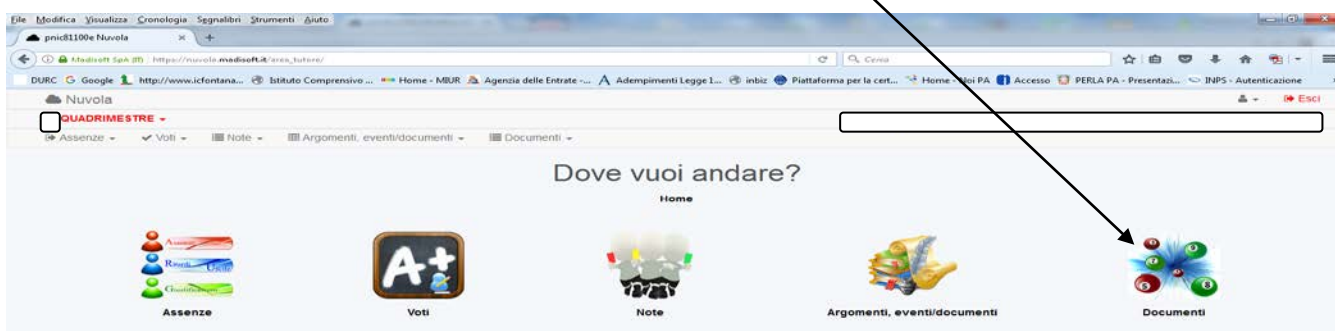 File Modifica Visualizza Cronologia Segnalibri Strumenti Aiuto
pnic81100e Nuvola × +
Madisoft SpA (IT) https://nuvola.madisoft.it/area_tutore/ Cerca
DURC Google http://www.icfontana... Istituto Comprensivo ... Home - MIUR Agenzia delle Entrate -... Adempimenti Legge 1... inbiz Piattaforma per la cert... Home - Noi PA Accesso PERLA PA - Presentazi... INPS - Autenticazione
Nuvola Esci
QUADRIMESTRE
Assenze Voti Note Argomenti, eventi/documenti Documenti
Dove vuoi andare?
Home
A+
Assenze Voti Note Argomenti, eventi/documenti Documenti